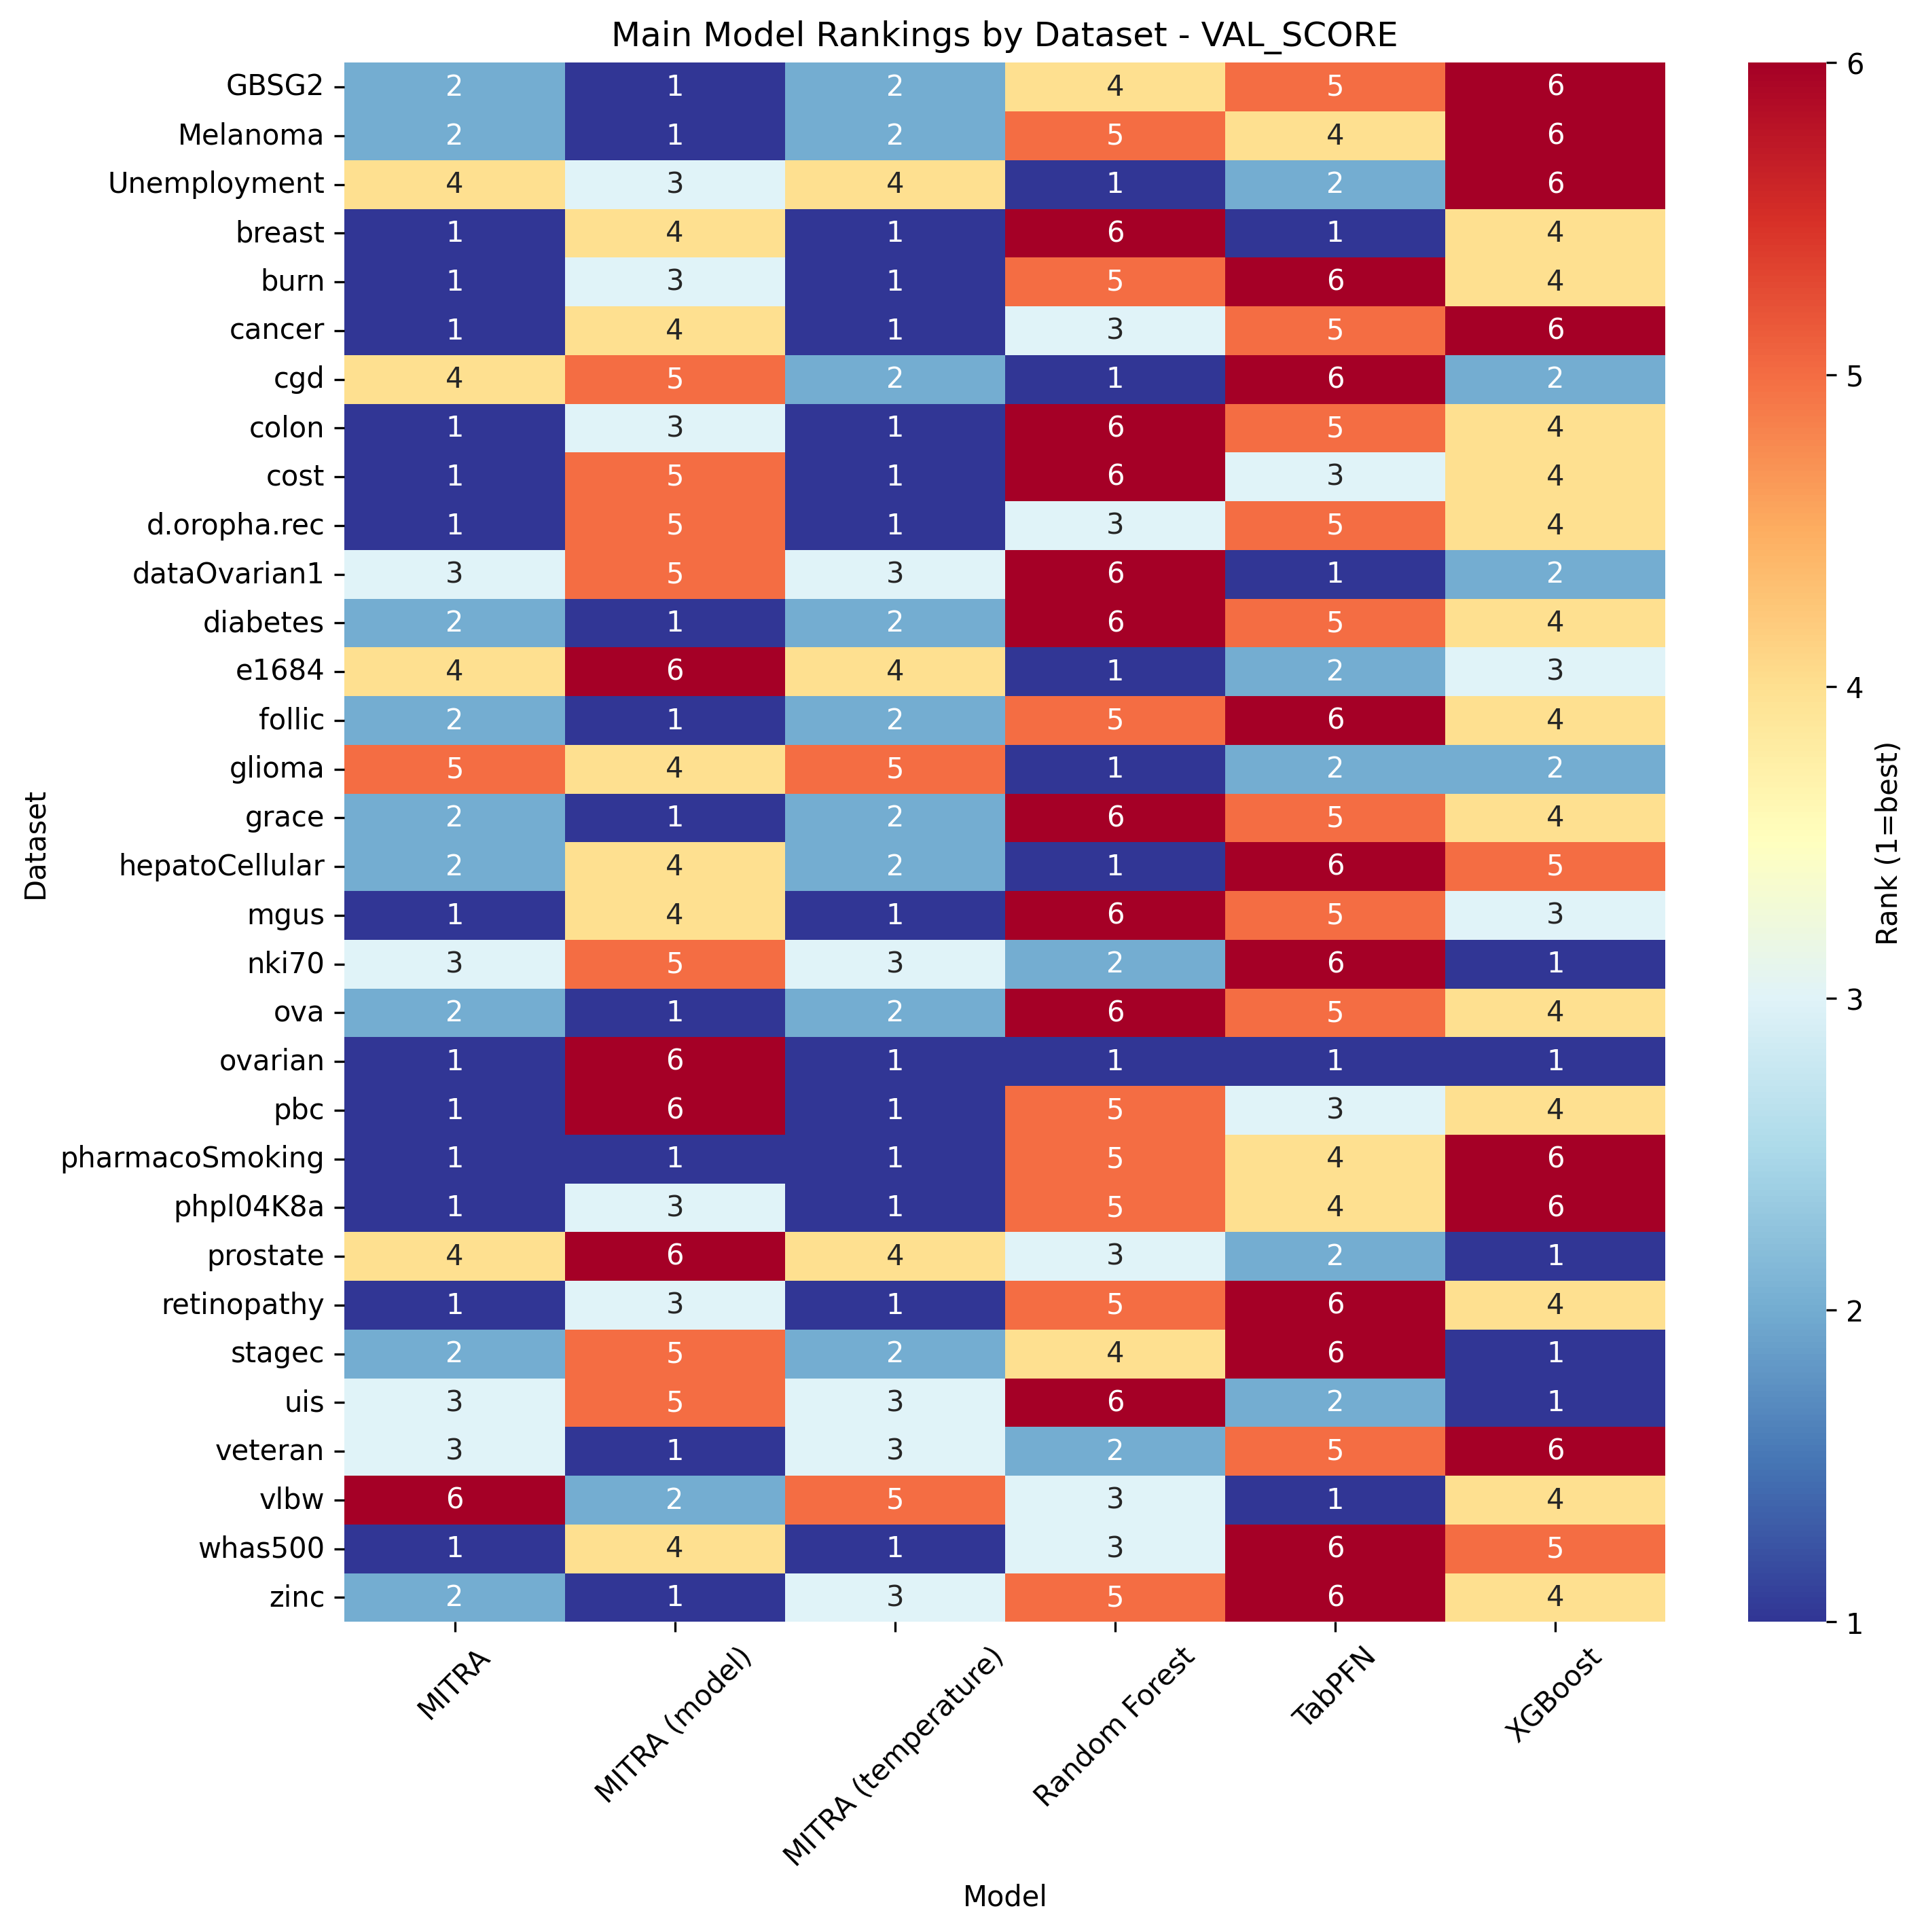 Main Model Rankings by Dataset - VAL_SCORE
GBSG2 2 1 2 4 5 6
Melanoma 2 1 2 5 4 6
Unemployment 4 3 4 1 2 6
breast 1 4 1 6 1 4
burn 1 3 1 5 6 4
cancer 1 4 1 3 5 6
cgd 4 5 2 1 6 2
colon 1 3 1 6 5 4
cost 1 5 1 6 3 4
d.oropha.rec 1 5 1 3 5 4
dataOvarian1 3 5 3 6 1 2
diabetes 2 1 2 6 5 4
e1684 4 6 4 1 2 3
follic 2 1 2 5 6 4
glioma 5 4 5 1 2 2
grace 2 1 2 6 5 4
hepatoCellular 2 4 2 1 6 5
mgus 1 4 1 6 5 3
nki70 3 5 3 2 6 1
ova 2 1 2 6 5 4
ovarian 1 6 1 1 1 1
pbc 1 6 1 5 3 4
pharmacoSmoking 1 1 1 5 4 6
phpl04K8a 1 3 1 5 4 6
prostate 4 6 4 3 2 1
retinopathy 1 3 1 5 6 4
stagec 2 5 2 4 6 1
uis 3 5 3 6 2 1
veteran 3 1 3 2 5 6
vlbw 6 2 5 3 1 4
whas500 1 4 1 3 6 5
zinc 2 1 3 5 6 4
Dataset
MITRA
MITRA (model)
MITRA (temperature)
Random Forest
TabPFN
XGBoost
Model
6
5
4
3
2
1
Rank (1=best)